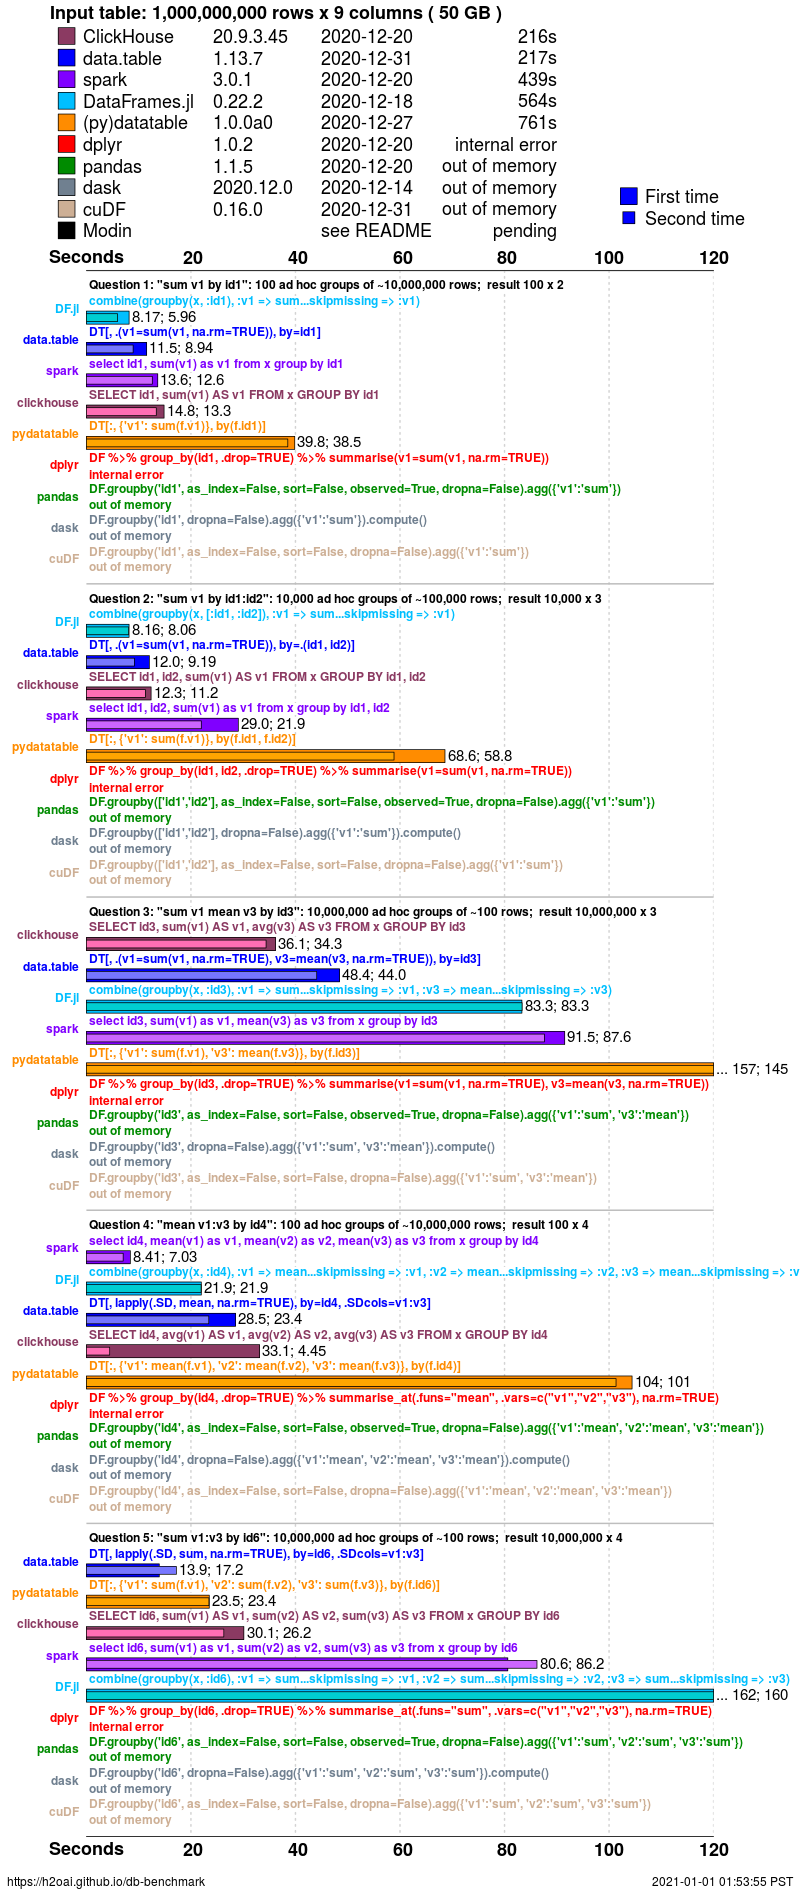 Input table: 1,000,000,000 rows x 9 columns ( 50 GB )
ClickHouse 20.9.3.45 2020-12-20 216s
data.table 1.13.7 2020-12-31 217s
spark 3.0.1 2020-12-20 439s
DataFrames.jl 0.22.2 2020-12-18 564s
(py)datatable 1.0.0a0 2020-12-27 761s
dplyr 1.0.2 2020-12-20 internal error
pandas 1.1.5 2020-12-20 out of memory
dask 2020.12.0 2020-12-14 out of memory
cuDF 0.16.0 2020-12-31 out of memory
Modin see README pending
First time
Second time
Seconds 20 40 60 80 100 120
Question 1: "sum v1 by id1": 100 ad hoc groups of ~10,000,000 rows; result 100 x 2
combine(groupby(x, :id1), :v1 => sum...skipmissing => :v1)
DF.jl 8.17; 5.96
DT[, .(v1=sum(v1, na.rm=TRUE)), by=id1]
data.table 11.5; 8.94
select id1, sum(v1) as v1 from x group by id1
spark 13.6; 12.6
SELECT id1, sum(v1) AS v1 FROM x GROUP BY id1
clickhouse 14.8; 13.3
DT[:, {'v1': sum(f.v1)}, by(f.id1)]
pydatatable 39.8; 38.5
DF %>% group_by(id1, .drop=TRUE) %>% summarise(v1=sum(v1, na.rm=TRUE))
dplyr internal error
DF.groupby('id1', as_index=False, sort=False, observed=True, dropna=False).agg({'v1':'sum'})
pandas out of memory
DF.groupby('id1', dropna=False).agg({'v1':'sum'}).compute()
dask out of memory
DF.groupby('id1', as_index=False, sort=False, dropna=False).agg({'v1':'sum'})
cuDF out of memory
Question 2: "sum v1 by id1:id2": 10,000 ad hoc groups of ~100,000 rows; result 10,000 x 3
combine(groupby(x, [:id1, :id2]), :v1 => sum...skipmissing => :v1)
DF.jl 8.16; 8.06
DT[, .(v1=sum(v1, na.rm=TRUE)), by=.(id1, id2)]
data.table 12.0; 9.19
SELECT id1, id2, sum(v1) AS v1 FROM x GROUP BY id1, id2
clickhouse 12.3; 11.2
select id1, id2, sum(v1) as v1 from x group by id1, id2
spark 29.0; 21.9
DT[:, {'v1': sum(f.v1)}, by(f.id1, f.id2)]
pydatatable 68.6; 58.8
DF %>% group_by(id1, id2, .drop=TRUE) %>% summarise(v1=sum(v1, na.rm=TRUE))
dplyr internal error
DF.groupby(['id1','id2'], as_index=False, sort=False, observed=True, dropna=False).agg({'v1':'sum'})
pandas out of memory
DF.groupby(['id1','id2'], dropna=False).agg({'v1':'sum'}).compute()
dask out of memory
DF.groupby(['id1','id2'], as_index=False, sort=False, dropna=False).agg({'v1':'sum'})
cuDF out of memory
Question 3: "sum v1 mean v3 by id3": 10,000,000 ad hoc groups of ~100 rows; result 10,000,000 x 3
SELECT id3, sum(v1) AS v1, avg(v3) AS v3 FROM x GROUP BY id3
clickhouse 36.1; 34.3
DT[, .(v1=sum(v1, na.rm=TRUE), v3=mean(v3, na.rm=TRUE)), by=id3]
data.table 48.4; 44.0
combine(groupby(x, :id3), :v1 => sum...skipmissing => :v1, :v3 => mean...skipmissing => :v3)
DF.jl 83.3; 83.3
select id3, sum(v1) as v1, mean(v3) as v3 from x group by id3
spark 91.5; 87.6
DT[:, {'v1': sum(f.v1), 'v3': mean(f.v3)}, by(f.id3)]
pydatatable ... 157; 145
DF %>% group_by(id3, .drop=TRUE) %>% summarise(v1=sum(v1, na.rm=TRUE), v3=mean(v3, na.rm=TRUE))
dplyr internal error
DF.groupby('id3', as_index=False, sort=False, observed=True, dropna=False).agg({'v1':'sum', 'v3':'mean'})
pandas out of memory
DF.groupby('id3', dropna=False).agg({'v1':'sum', 'v3':'mean'}).compute()
dask out of memory
DF.groupby('id3', as_index=False, sort=False, dropna=False).agg({'v1':'sum', 'v3':'mean'})
cuDF out of memory
Question 4: "mean v1:v3 by id4": 100 ad hoc groups of ~10,000,000 rows; result 100 x 4
select id4, mean(v1) as v1, mean(v2) as v2, mean(v3) as v3 from x group by id4
spark 8.41; 7.03
combine(groupby(x, :id4), :v1 => mean...skipmissing => :v1, :v2 => mean...skipmissing => :v2, :v3 => mean...skipmissing => :v
DF.jl 21.9; 21.9
DT[, lapply(.SD, mean, na.rm=TRUE), by=id4, .SDcols=v1:v3]
data.table 28.5; 23.4
SELECT id4, avg(v1) AS v1, avg(v2) AS v2, avg(v3) AS v3 FROM x GROUP BY id4
clickhouse 33.1; 4.45
DT[:, {'v1': mean(f.v1), 'v2': mean(f.v2), 'v3': mean(f.v3)}, by(f.id4)]
pydatatable 104; 101
DF %>% group_by(id4, .drop=TRUE) %>% summarise_at(.funs="mean", .vars=c("v1","v2","v3"), na.rm=TRUE)
dplyr internal error
DF.groupby('id4', as_index=False, sort=False, observed=True, dropna=False).agg({'v1':'mean', 'v2':'mean', 'v3':'mean'})
pandas out of memory
DF.groupby('id4', dropna=False).agg({'v1':'mean', 'v2':'mean', 'v3':'mean'}).compute()
dask out of memory
DF.groupby('id4', as_index=False, sort=False, dropna=False).agg({'v1':'mean', 'v2':'mean', 'v3':'mean'})
cuDF out of memory
Question 5: "sum v1:v3 by id6": 10,000,000 ad hoc groups of ~100 rows; result 10,000,000 x 4
DT[, lapply(.SD, sum, na.rm=TRUE), by=id6, .SDcols=v1:v3]
data.table 13.9; 17.2
DT[:, {'v1': sum(f.v1), 'v2': sum(f.v2), 'v3': sum(f.v3)}, by(f.id6)]
pydatatable 23.5; 23.4
SELECT id6, sum(v1) AS v1, sum(v2) AS v2, sum(v3) AS v3 FROM x GROUP BY id6
clickhouse 30.1; 26.2
select id6, sum(v1) as v1, sum(v2) as v2, sum(v3) as v3 from x group by id6
spark 80.6; 86.2
combine(groupby(x, :id6), :v1 => sum...skipmissing => :v1, :v2 => sum...skipmissing => :v2, :v3 => sum...skipmissing => :v3)
DF.jl ... 162; 160
DF %>% group_by(id6, .drop=TRUE) %>% summarise_at(.funs="sum", .vars=c("v1","v2","v3"), na.rm=TRUE)
dplyr internal error
DF.groupby('id6', as_index=False, sort=False, observed=True, dropna=False).agg({'v1':'sum', 'v2':'sum', 'v3':'sum'})
pandas out of memory
DF.groupby('id6', dropna=False).agg({'v1':'sum', 'v2':'sum', 'v3':'sum'}).compute()
dask out of memory
DF.groupby('id6', as_index=False, sort=False, dropna=False).agg({'v1':'sum', 'v2':'sum', 'v3':'sum'})
cuDF out of memory
Seconds 20 40 60 80 100 120
https://h2oai.github.io/db-benchmark 2021-01-01 01:53:55 PST